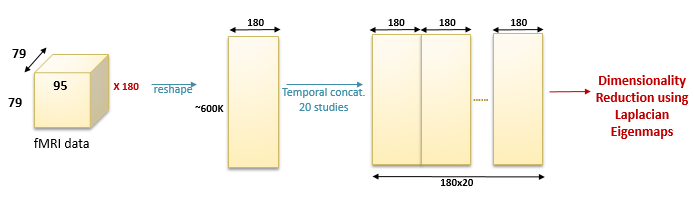 79
95
79
X 180
fMRI data
reshape
180
~600K
Temporal concat.
20 studies
180
180
180
......
180x20
Dimensionality
Reduction using
Laplacian
Eigenmaps